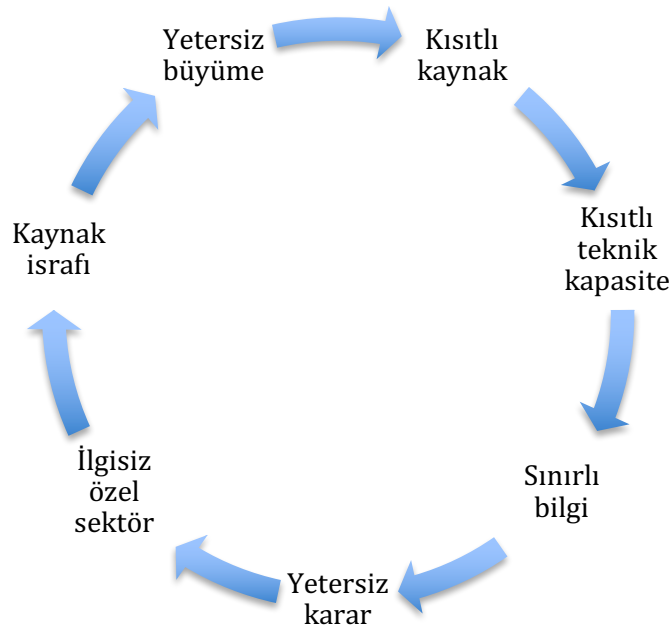 Yetersiz
büyüme
Kısıtlı
kaynak
Kısıtlı
teknik
kapasite
Sınırlı
bilgi
Yetersiz
karar
İlgisiz
özel
sektör
Kaynak
israfı